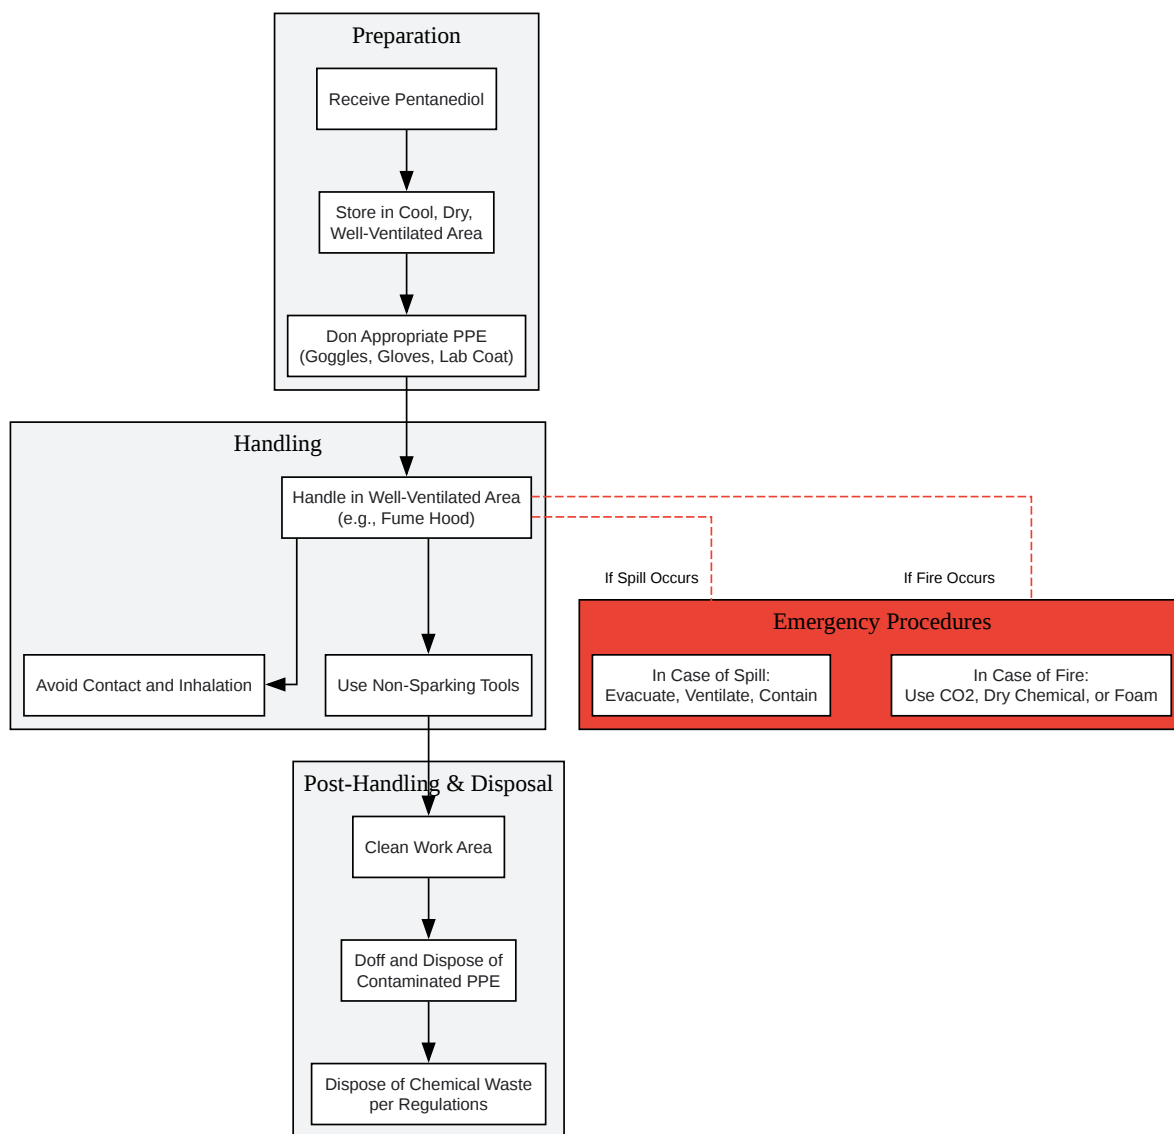 Preparation
Receive Pentanediol
Store in Cool, Dry,
Well-Ventilated Area
Don Appropriate PPE
(Goggles, Gloves, Lab Coat)
Handling
Handle in Well-Ventilated Area
(e.g., Fume Hood)
Avoid Contact and Inhalation
Use Non-Sparking Tools
If Spill Occurs
If Fire Occurs
Emergency Procedures
In Case of Spill:
Evacuate, Ventilate, Contain
In Case of Fire:
Use CO2, Dry Chemical, or Foam
Post-Handling & Disposal
Clean Work Area
Doff and Dispose of
Contaminated PPE
Dispose of Chemical Waste
per Regulations